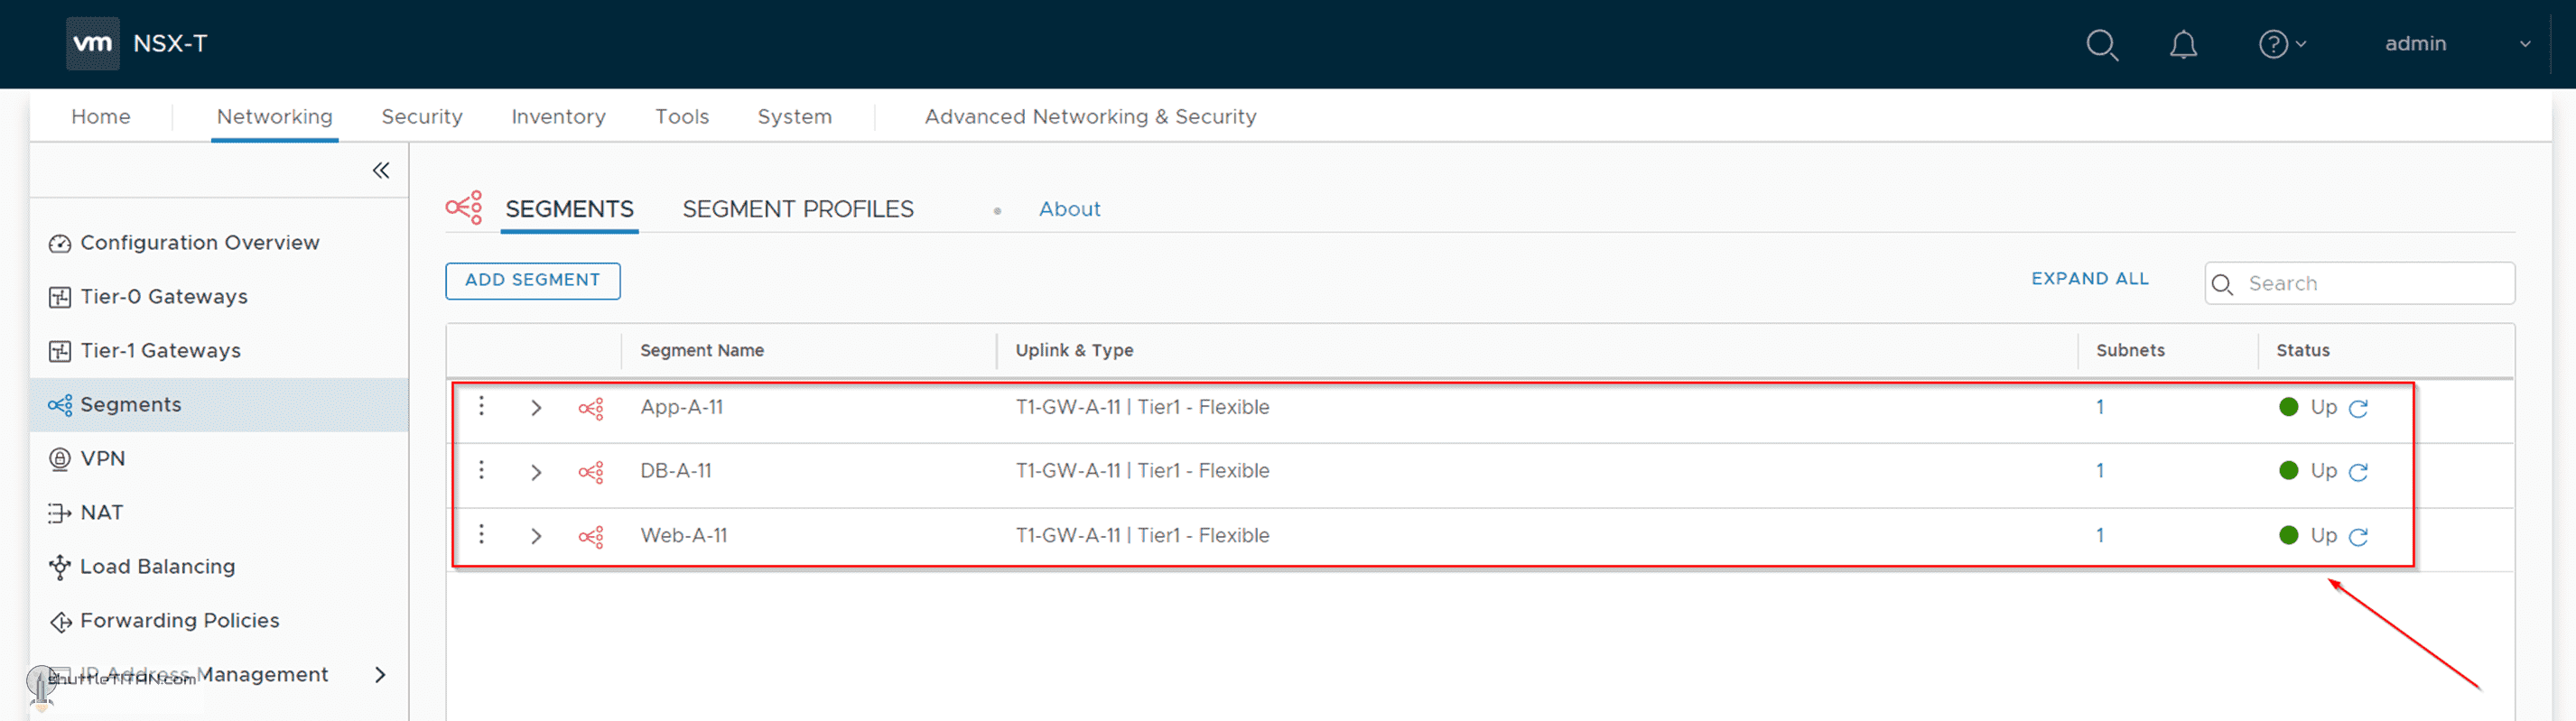 vm NSX-T admin
Home Networking Security Inventory Tools System Advanced Networking & Security
SEGMENTS SEGMENT PROFILES About
Configuration Overview
ADD SEGMENT EXPAND ALL Search
Tier-0 Gateways
Segment Name Uplink & Type Subnets Status
Tier-1 Gateways
Segments
App-A-11 T1-GW-A-11 | Tier1 - Flexible 1 Up
VPN
DB-A-11 T1-GW-A-11 | Tier1 - Flexible 1 Up
NAT
Web-A-11 T1-GW-A-11 | Tier1 - Flexible 1 Up
Load Balancing
Forwarding Policies
IP Address Management
shuttleTITAN.com